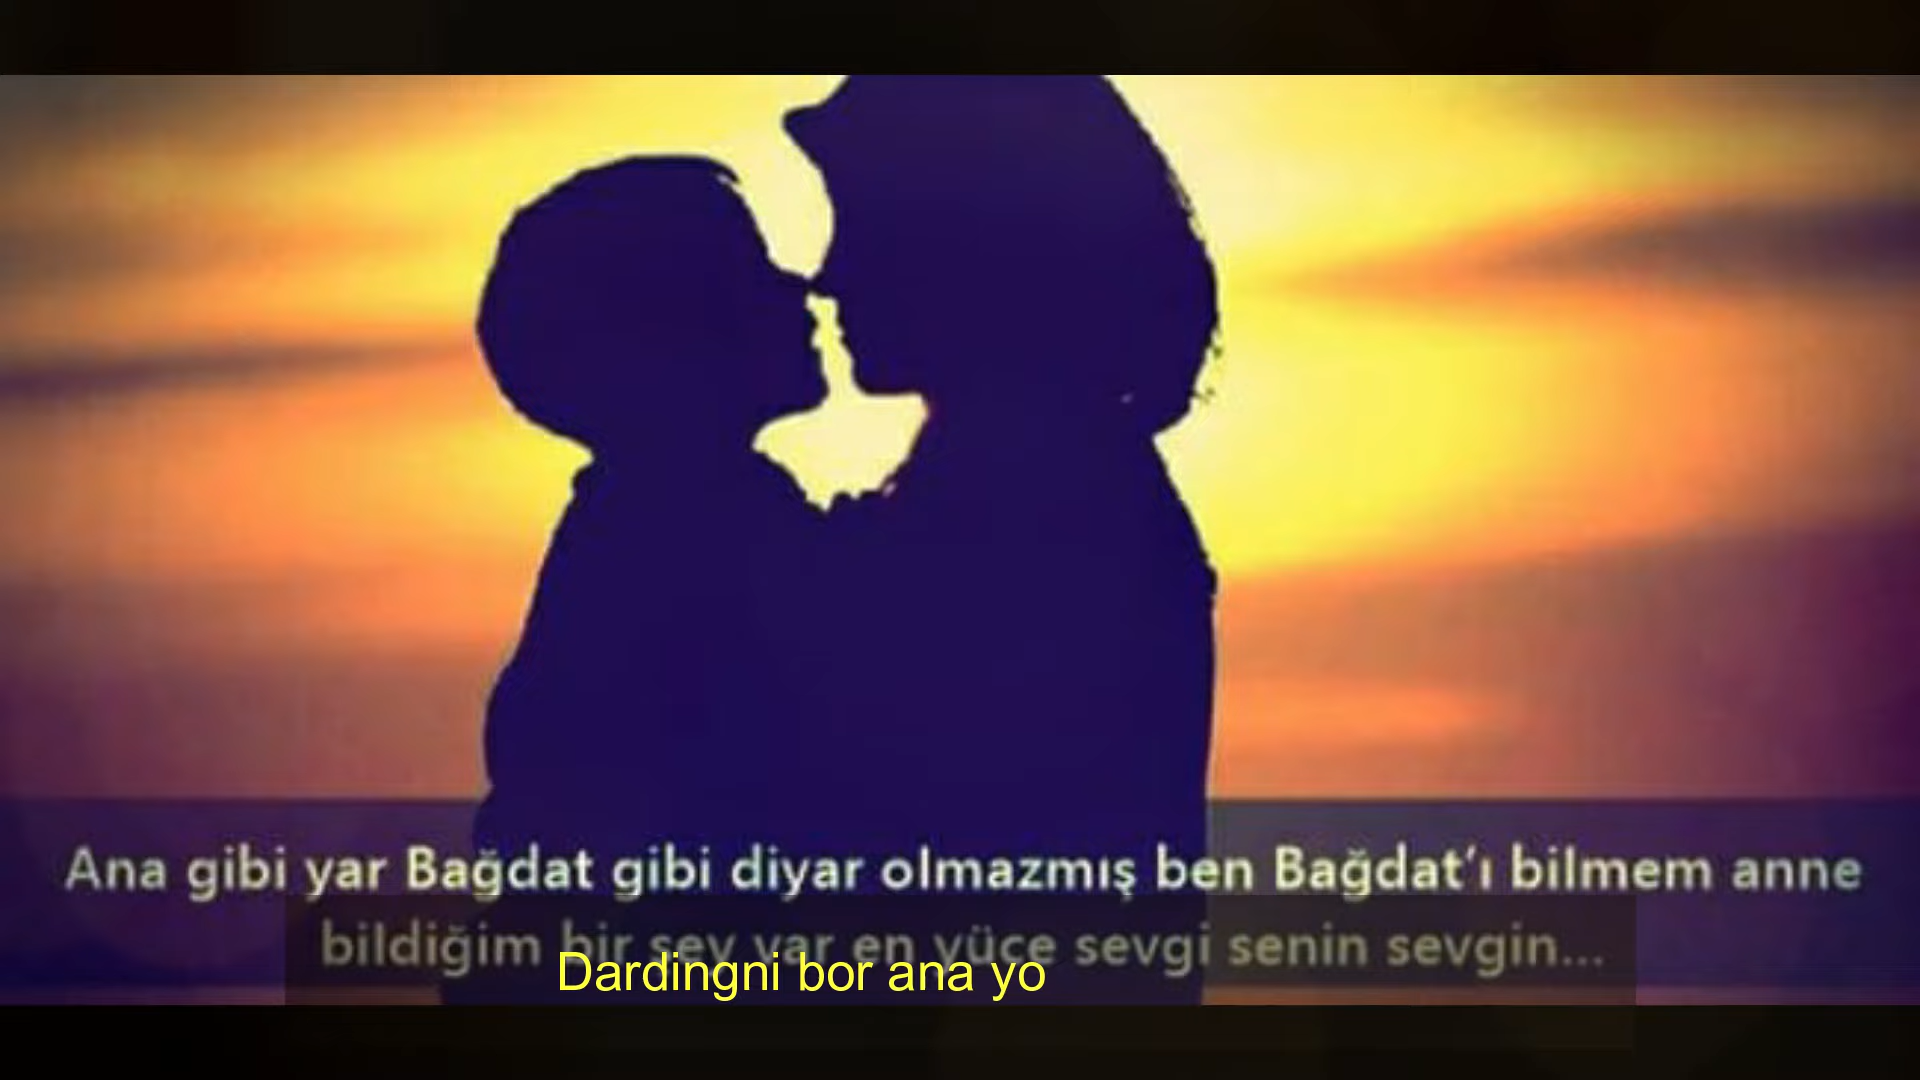 Ana gibi yar Bağdat gibi diyar olmazmış ben Bağdat'ı bilmem anne
bildiğim bir şey var en yüce sevgi senin sevgin...
Dardingni bor ana yo